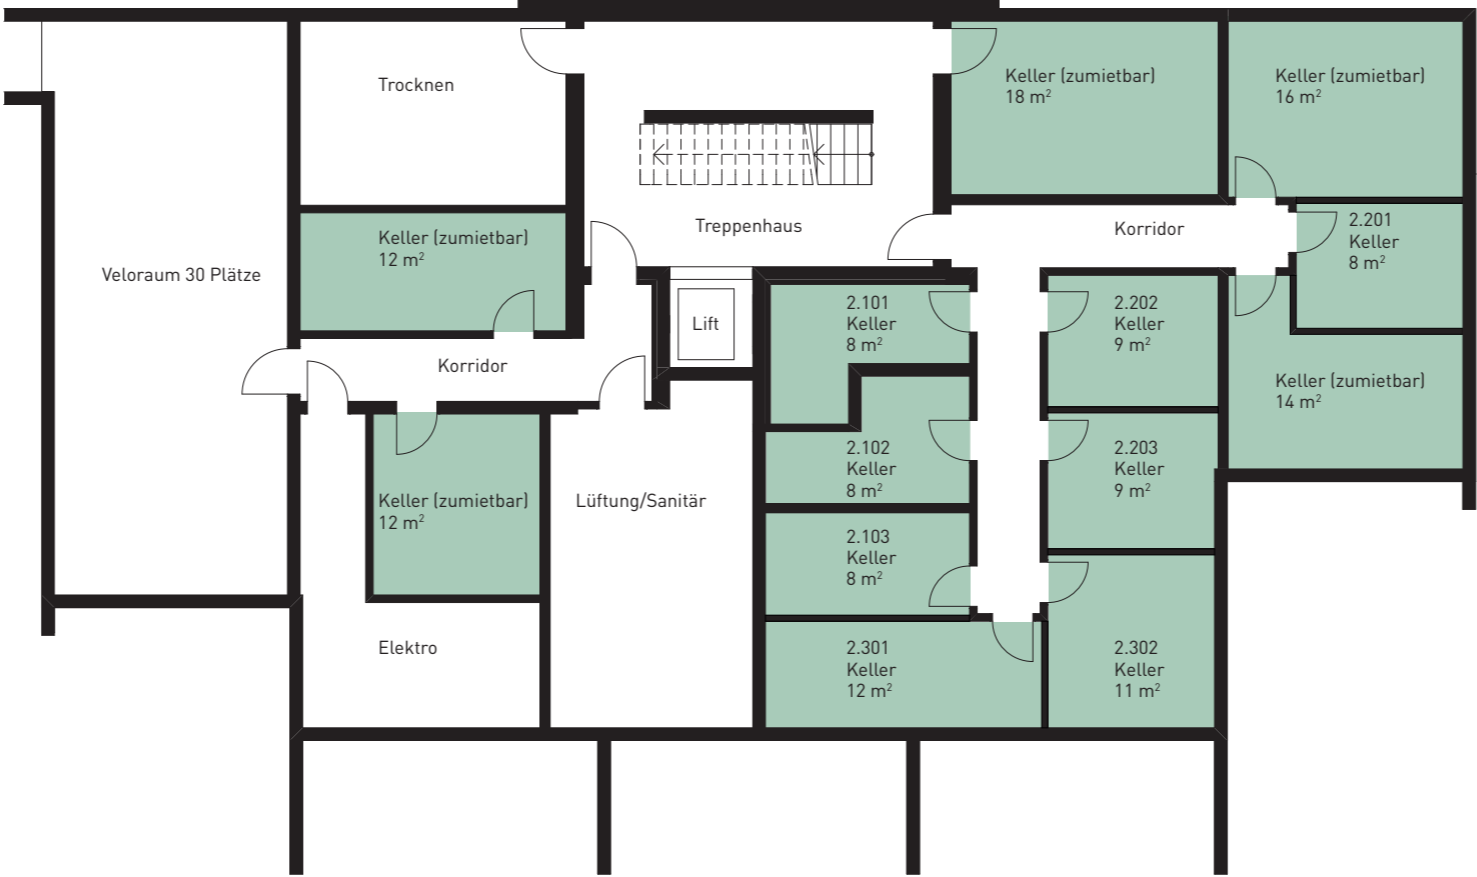 Trocknen
Keller (zumietbar)
18 m²
Keller (zumietbar)
16 m²
Keller (zumietbar)
12 m²
Treppenhaus
Korridor
2.201
Keller
8 m²
Veloraum 30 Plätze
Lift
2.101
Keller
8 m²
2.202
Keller
9 m²
Korridor
Keller (zumietbar)
14 m²
Keller (zumietbar)
12 m²
Lüftung/Sanitär
2.102
Keller
8 m²
2.203
Keller
9 m²
2.103
Keller
8 m²
Elektro
2.301
Keller
12 m²
2.302
Keller
11 m²